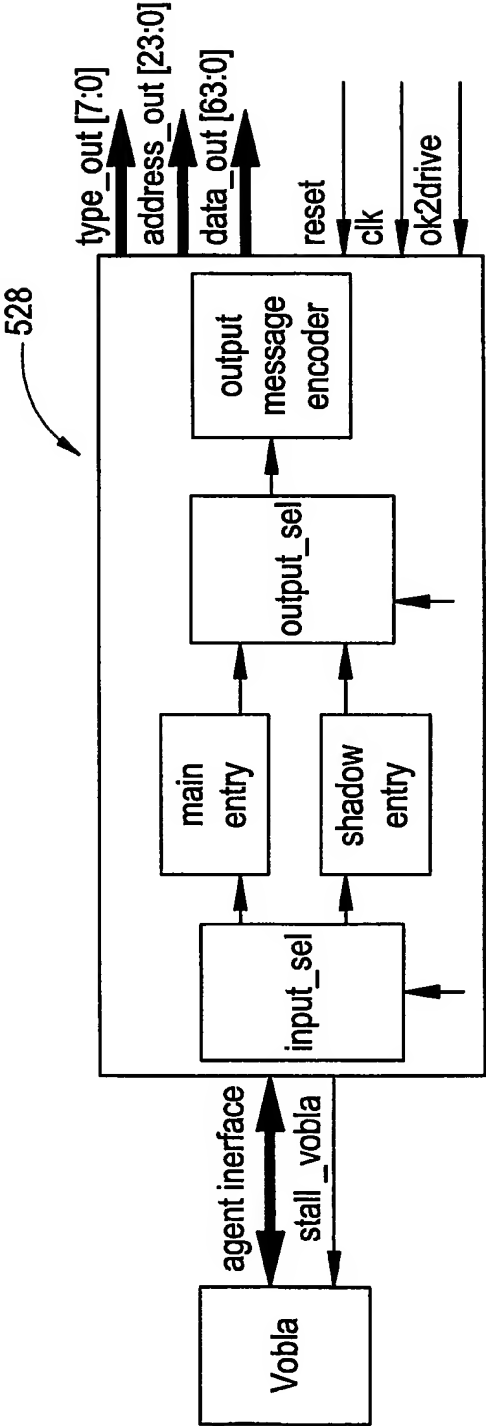 528
type_out [7:0]
address_out [23:0]
data_out [63:0]
reset
clk
ok2drive
output
message
encoder
output_sel
main
entry
shadow
entry
input_sel
agent inerface
stall_vobla
Vobla